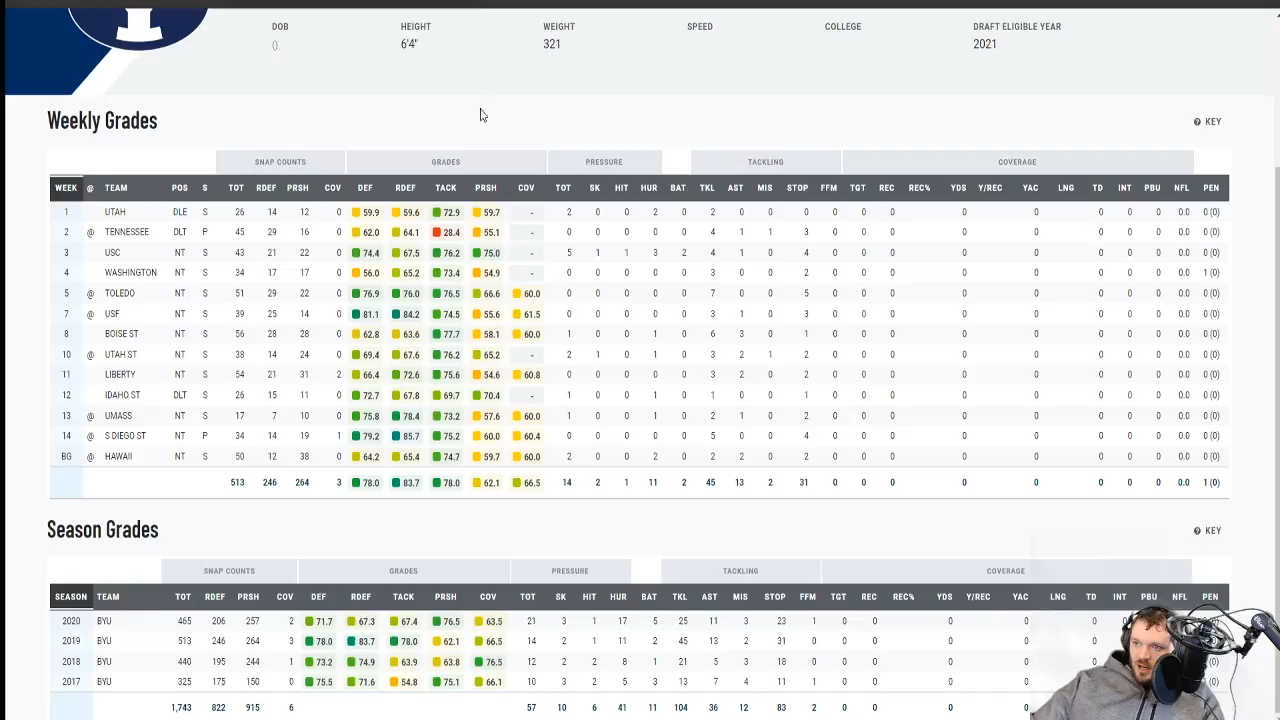 DOB HEIGHT WEIGHT SPEED COLLEGE DRAFT ELIGIBLE YEAR
() 6'4" 321 2021
Weekly Grades KEY
SNAP COUNTS GRADES PRESSURE TACKLING COVERAGE
WEEK @ TEAM POS S TOT RDEF PRSH COV DEF RDEF TACK PRSH COV TOT SK HIT HUR BAT TKL AST MIS STOP FFM TGT REC REC% YDS Y/REC YAC LNG TD INT PBU NFL PEN
1 UTAH DLE S 26 14 12 0 59.9 59.6 72.9 59.7 - 2 0 0 2 0 2 0 0 0 0 0 0 0 0 0 0 0 0 0.0 0 (0)
2 @ TENNESSEE DLT P 45 29 16 0 62.0 64.1 28.4 55.1 - 0 0 0 0 0 4 1 1 3 0 0 0 0 0 0 0 0 0 0.0 0 (0)
3 USC NT S 43 21 22 0 74.4 67.5 76.2 75.0 - 5 1 1 3 2 4 1 0 4 0 0 0 0 0 0 0 0 0 0.0 0 (0)
4 WASHINGTON NT S 34 17 17 0 56.0 65.2 73.4 54.9 - 0 0 0 0 0 3 0 0 2 0 0 0 0 0 0 0 0 0 0.0 1 (0)
5 @ TOLEDO NT S 51 29 22 0 76.9 76.0 76.5 66.6 60.0 0 0 0 0 0 7 0 0 5 0 0 0 0 0 0 0 0 0 0.0 0 (0)
7 @ USF NT S 39 25 14 0 81.1 84.2 74.5 55.6 61.5 0 0 0 0 0 3 1 0 3 0 0 0 0 0 0 0 0 0 0.0 0 (0)
8 BOISE ST NT S 56 28 28 0 62.8 63.6 77.7 58.1 60.0 1 0 0 1 0 6 3 0 1 0 0 0 0 0 0 0 0 0 0.0 0 (0)
10 @ UTAH ST NT S 38 14 24 0 69.4 67.6 76.2 65.2 - 2 1 0 1 0 3 2 1 2 0 0 0 0 0 0 0 0 0 0.0 0 (0)
11 LIBERTY NT S 54 21 31 2 66.4 72.6 75.6 54.6 60.8 0 0 0 0 0 3 2 0 2 0 0 0 0 0 0 0 0 0 0.0 0 (0)
12 IDAHO ST DLT S 26 15 11 0 72.7 67.8 69.7 70.4 - 1 0 0 1 0 1 0 0 1 0 0 0 0 0 0 0 0 0 0.0 0 (0)
13 @ UMASS NT S 17 7 10 0 75.8 78.4 73.2 57.6 60.0 1 0 0 1 0 2 1 0 2 0 0 0 0 0 0 0 0 0 0.0 0 (0)
14 @ S DIEGO ST NT P 34 14 19 1 79.2 85.7 75.2 60.0 60.4 0 0 0 0 0 5 0 0 4 0 0 0 0 0 0 0 0 0 0.0 0 (0)
BG @ HAWAII NT S 50 12 38 0 64.2 65.4 74.7 59.7 60.0 2 0 0 2 0 2 2 0 2 0 0 0 0 0 0 0 0 0 0.0 0 (0)
513 246 264 3 78.0 83.7 78.0 62.1 66.5 14 2 1 11 2 45 13 2 31 0 0 0 0 0 0 0 0 0 0.0 1 (0)
Season Grades KEY
SNAP COUNTS GRADES PRESSURE TACKLING COVERAGE
SEASON TEAM TOT RDEF PRSH COV DEF RDEF TACK PRSH COV TOT SK HIT HUR BAT TKL AST MIS STOP FFM TGT REC REC% YDS Y/REC YAC LNG TD INT PBU NFL PEN
2020 BYU 465 206 257 2 71.7 67.3 67.4 76.5 63.5 21 3 1 17 5 25 11 3 23 1 0 0 0 0 0 0
2019 BYU 513 246 264 3 78.0 83.7 78.0 62.1 66.5 14 2 1 11 2 45 13 2 31 0 0 0 0 0 0 0
2018 BYU 440 195 244 1 73.2 74.9 63.9 63.8 76.5 12 2 2 8 1 21 5 3 18 0 0 0 0 0 0 (0)
2017 BYU 325 175 150 0 75.5 71.6 54.8 75.1 66.1 10 3 2 5 3 13 7 4 11 1 0 0 0 0 0 (0)
1,743 822 915 6 57 10 6 41 11 104 36 12 83 2 0 0 0 0 0